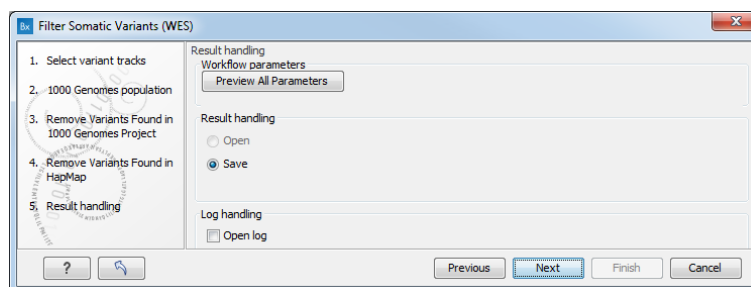 Bx Filter Somatic Variants (WES)
x
1. Select variant tracks
2. 1000 Genomes population
3. Remove Variants Found in
1000 Genomes Project
4. Remove Variants Found in
HapMap
5. Result handling
Result handling
Workflow parameters
Preview All Parameters
Result handling
Open
Save
Log handling
Open log
?
Previous
Next
Finish
Cancel